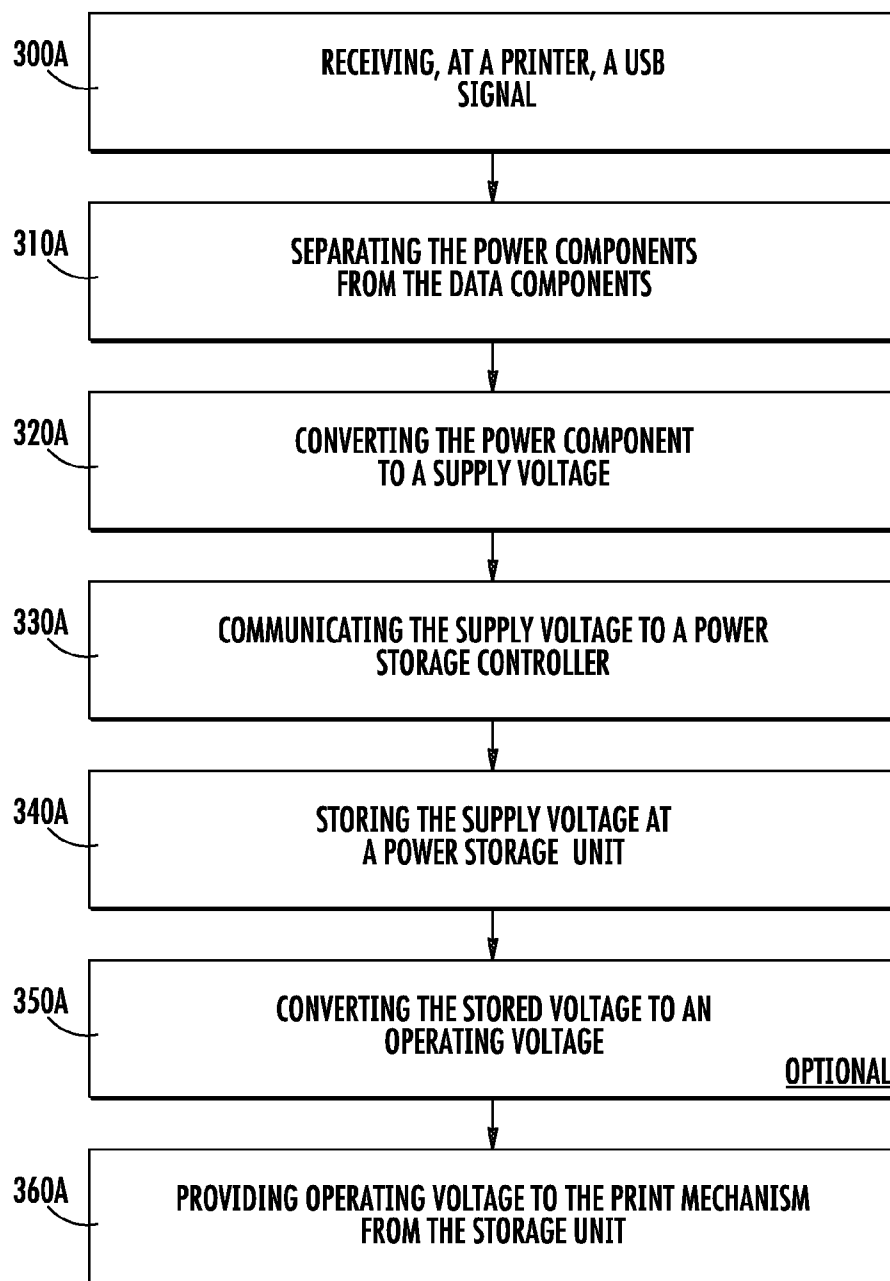 300A
RECEIVING, AT A PRINTER, A USB
SIGNAL
310A
SEPARATING THE POWER COMPONENTS
FROM THE DATA COMPONENTS
320A
CONVERTING THE POWER COMPONENT
TO A SUPPLY VOLTAGE
330A
COMMUNICATING THE SUPPLY VOLTAGE TO A POWER
STORAGE CONTROLLER
340A
STORING THE SUPPLY VOLTAGE AT
A POWER STORAGE UNIT
350A
CONVERTING THE STORED VOLTAGE TO AN
OPERATING VOLTAGE
OPTIONAL
360A
PROVIDING OPERATING VOLTAGE TO THE PRINT MECHANISM
FROM THE STORAGE UNIT